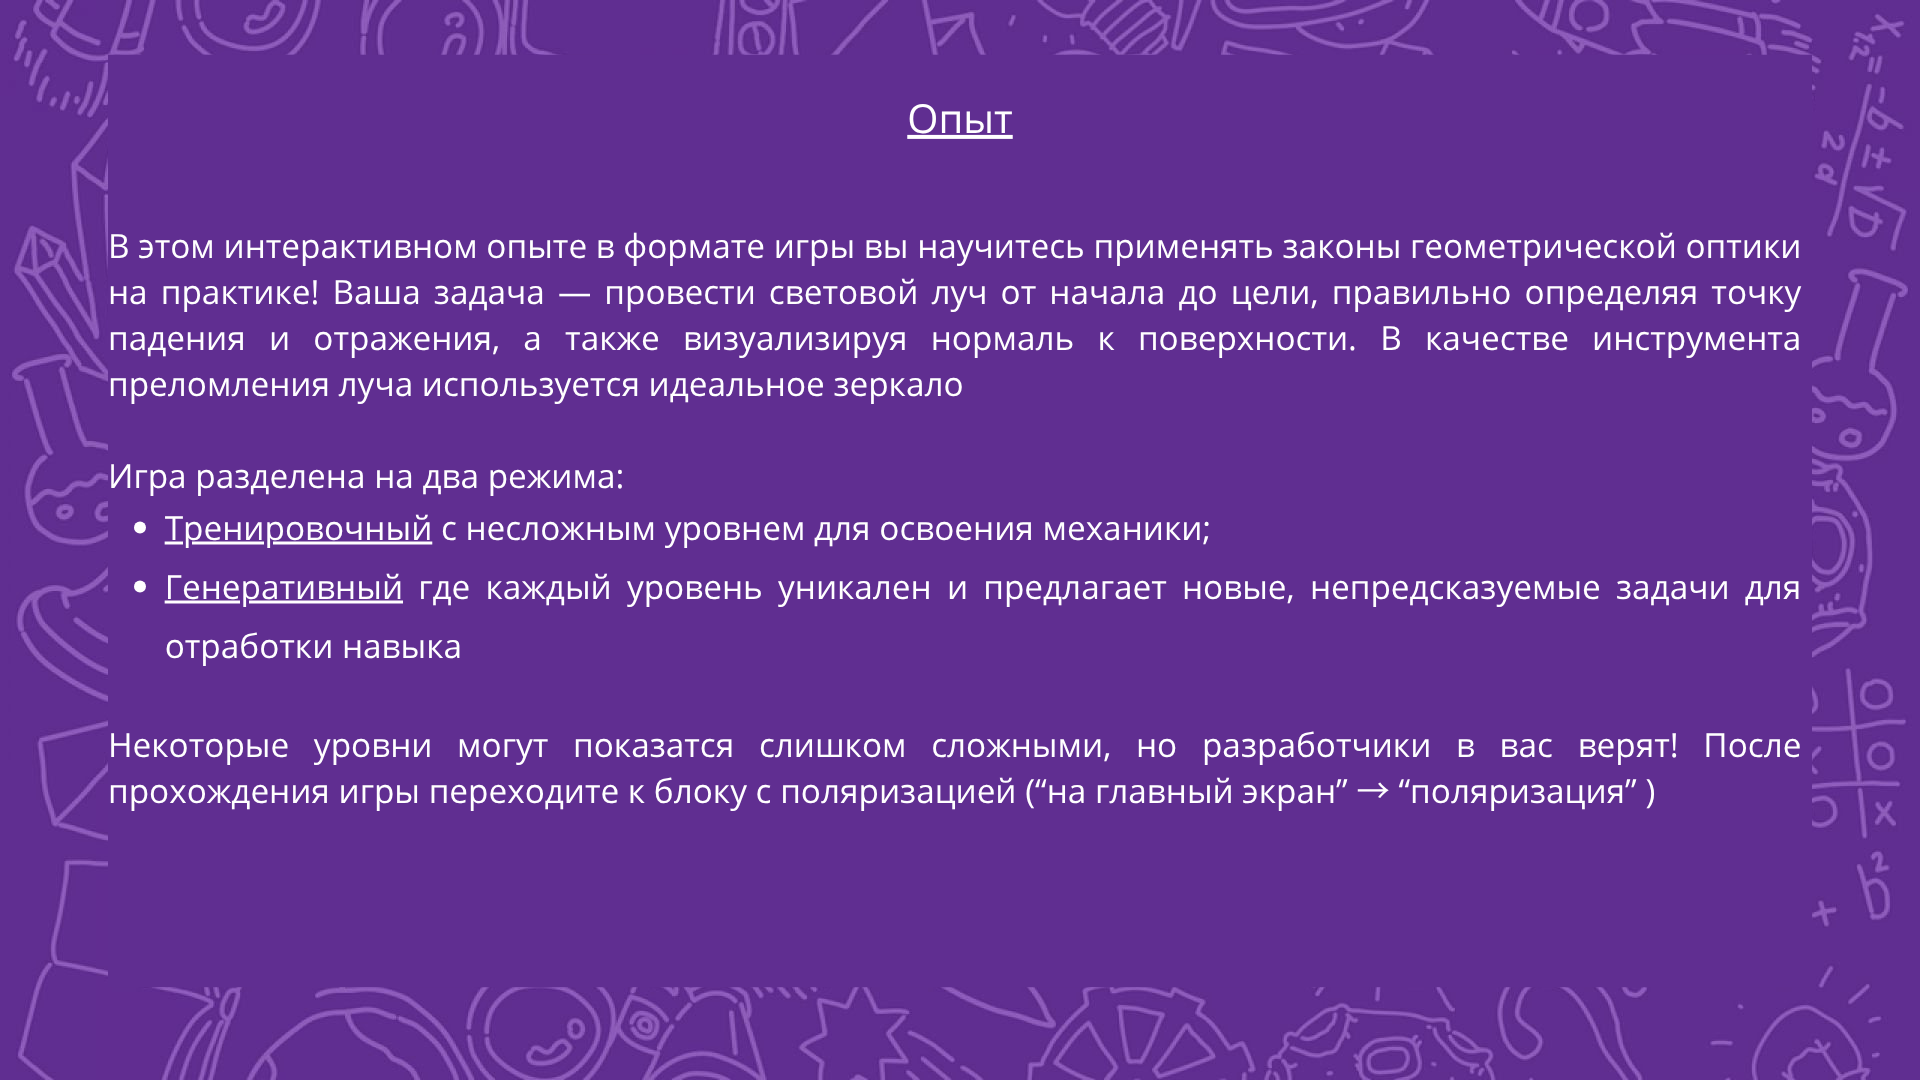 Опыт
В этом интерактивном опыте в формате игры вы научитесь применять законы геометрической оптики
на практике! Ваша задача — провести световой луч от начала до цели, правильно определяя точку
падения и отражения, а также визуализируя нормаль к поверхности. В качестве инструмента
преломления луча используется идеальное зеркало
Игра разделена на два режима:
• Тренировочный с несложным уровнем для освоения механики;
• Генеративный где каждый уровень уникален и предлагает новые, непредсказуемые задачи для
отработки навыка
Некоторые уровни могут показатся слишком сложными, но разработчики в вас верят! После
прохождения игры переходите к блоку с поляризацией (“на главный экран” → “поляризация” )